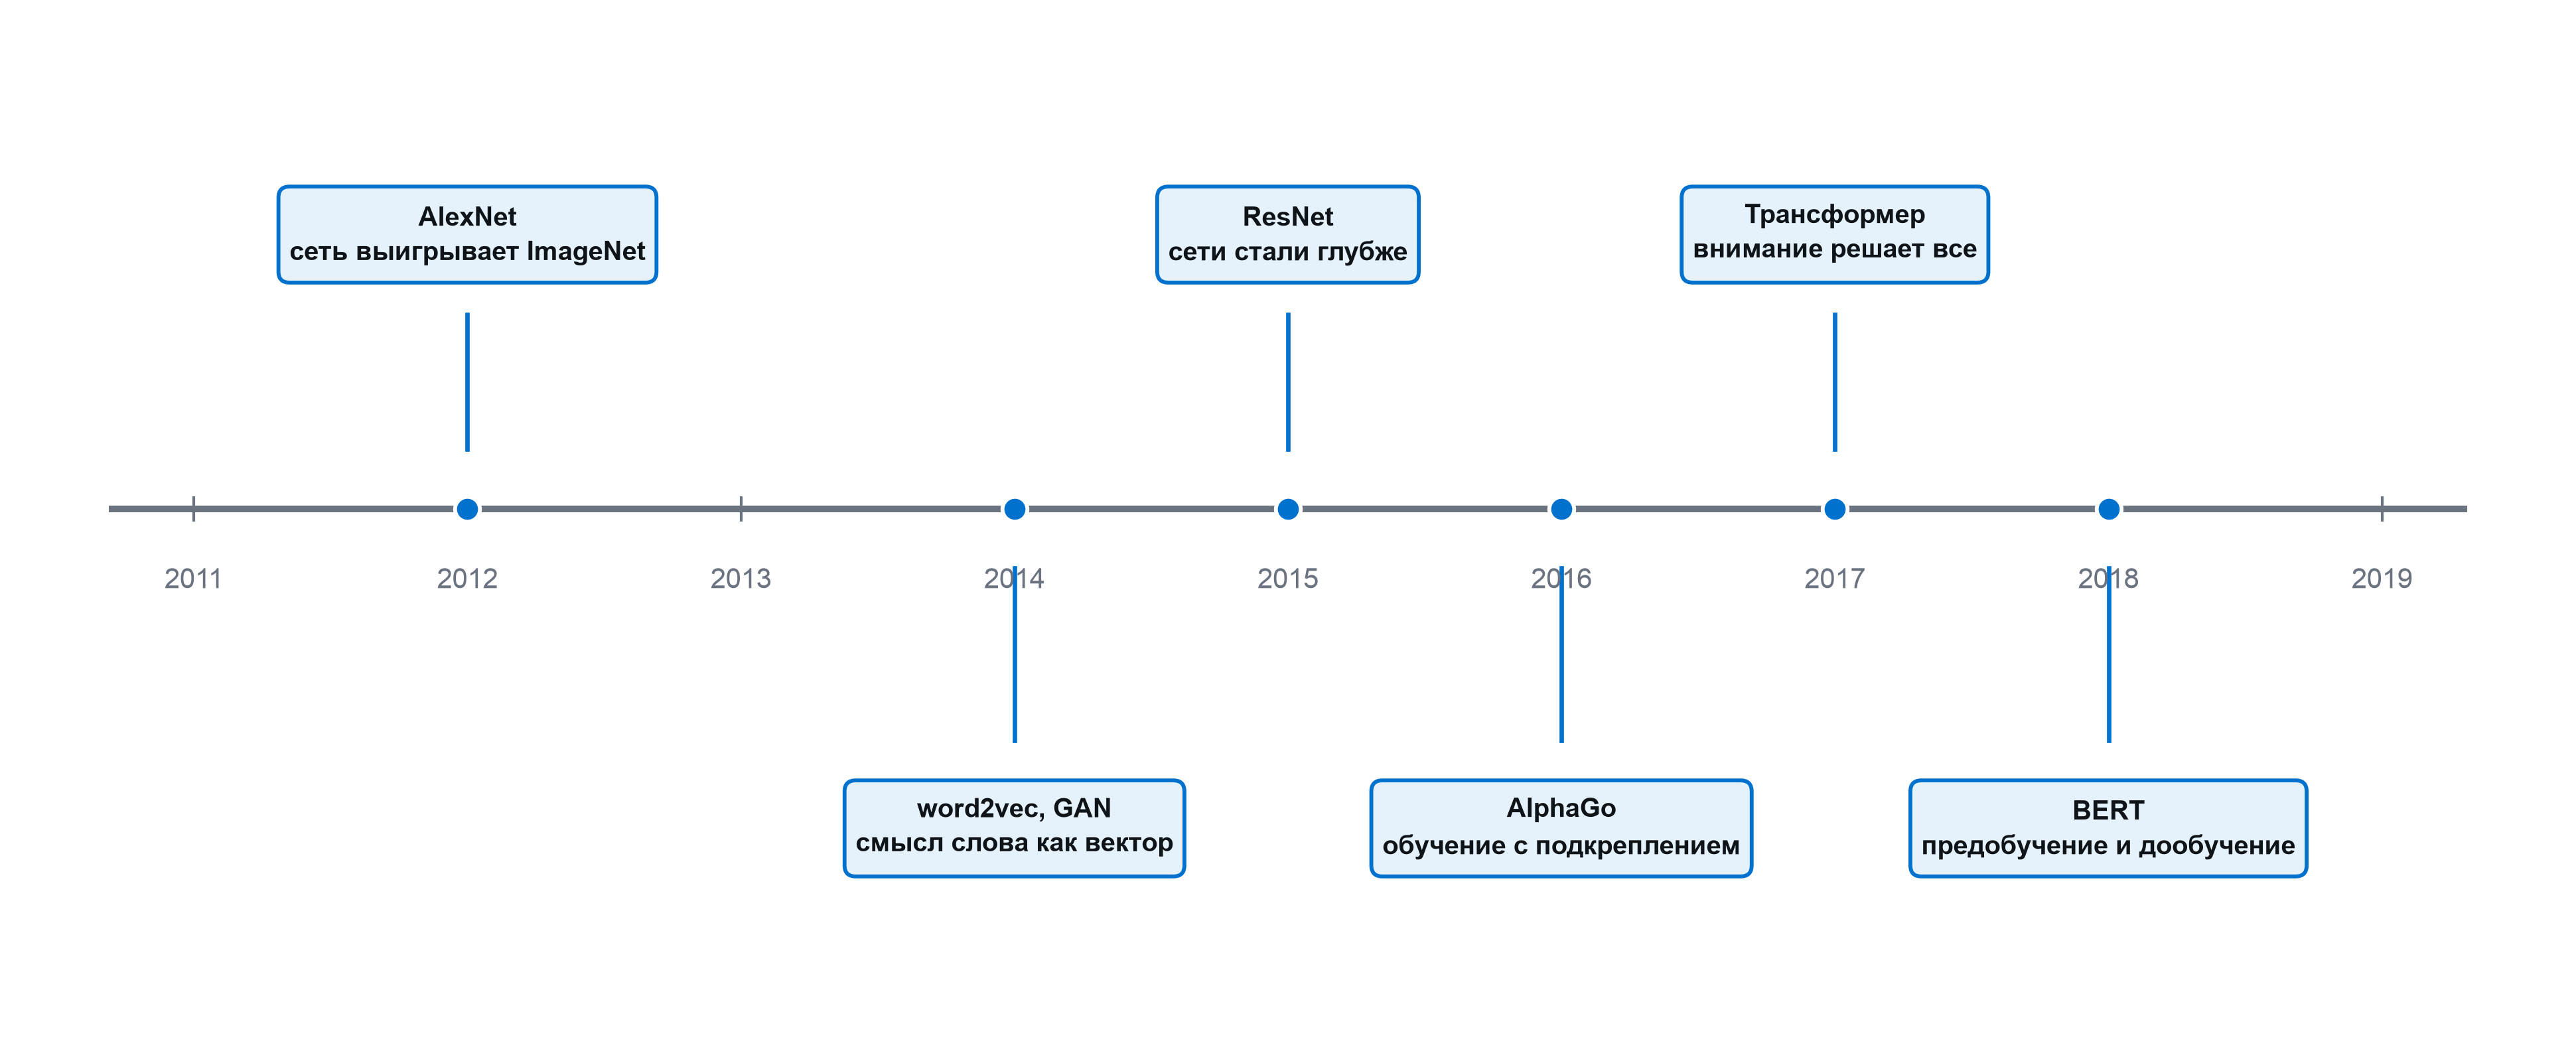 AlexNet
сеть выигрывает ImageNet
ResNet
сети стали глубже
Трансформер
внимание решает все
2011
2012
2013
2014
2015
2016
2017
2018
2019
word2vec, GAN
смысл слова как вектор
AlphaGo
обучение с подкреплением
BERT
предобучение и дообучение